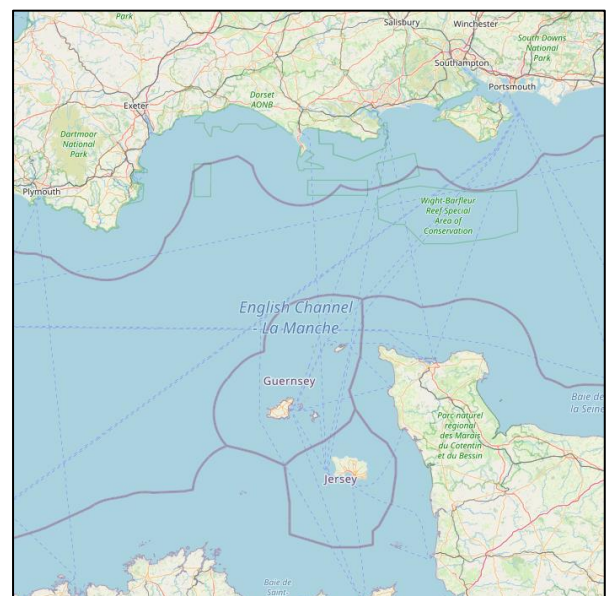 Park
Salisbury
Winchester
South Downs
National
Park
Southampton
Portsmouth
Exeter
Dorset
AONB
Dartmoor
National
Park
Plymouth
Wight-Barfleur
Reef Special
Area of
Conservation
English Channel
- La Manche
Guernsey
Baie de
la Seine
Parc naturel
régional
des Marais
du Cotentin
et du Bessin
Jersey
Baie de
Saint